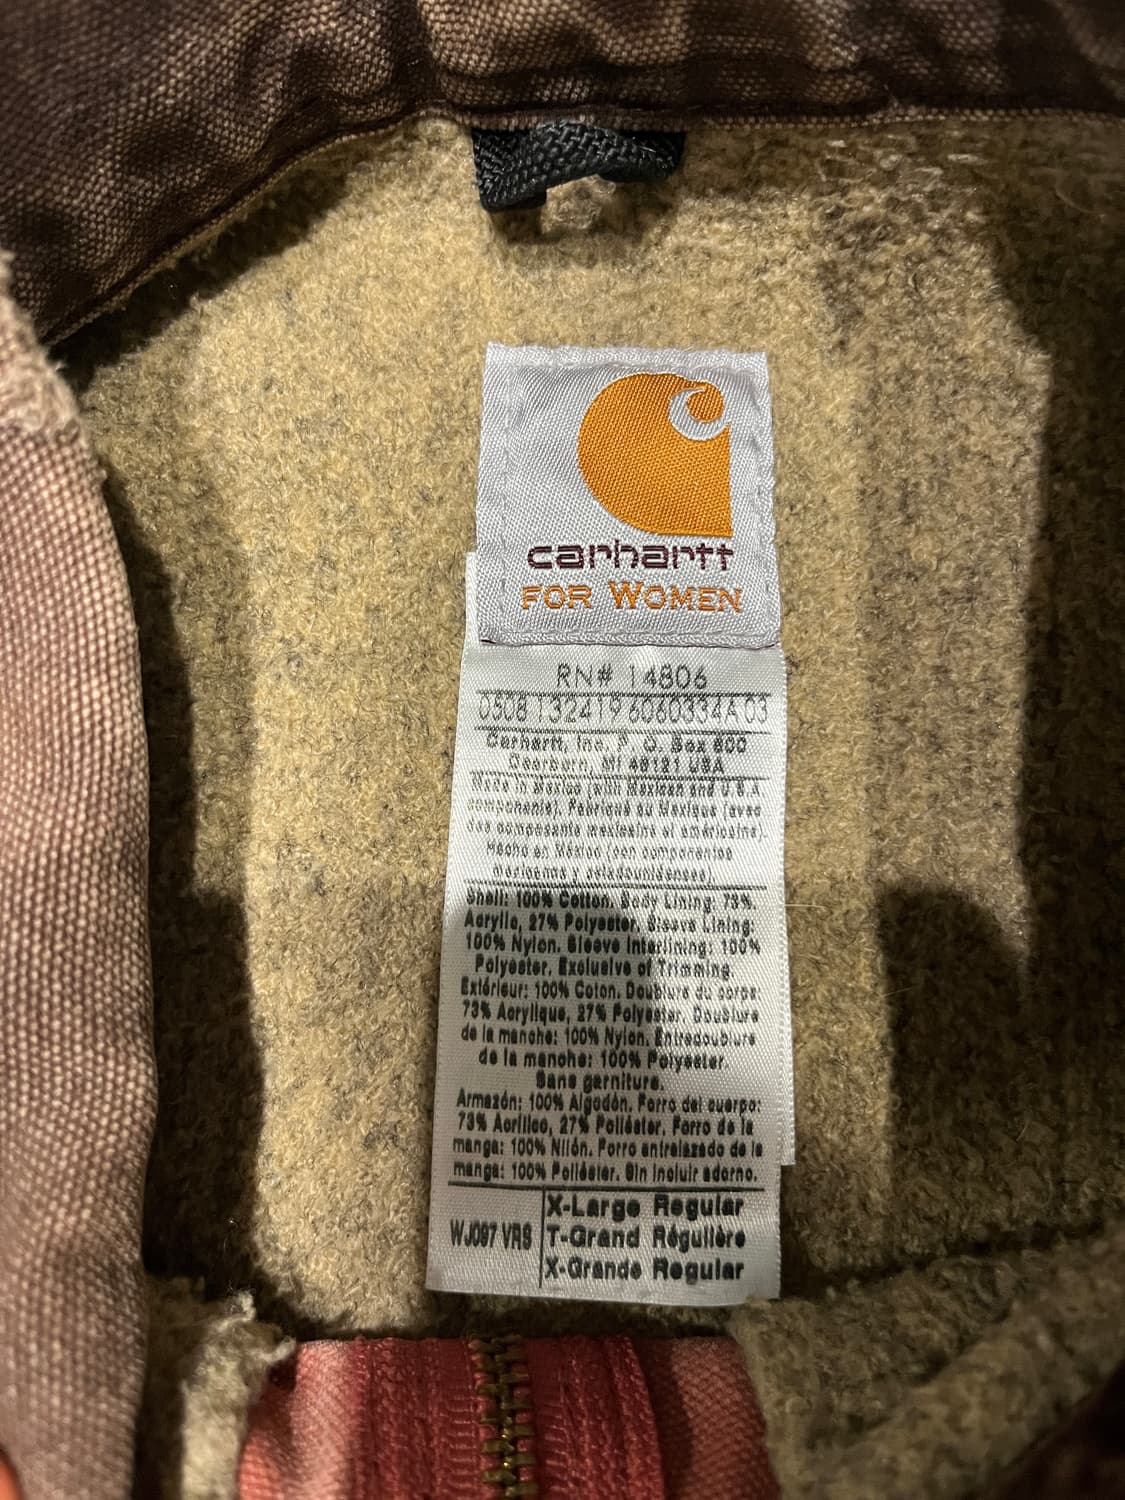 carhartt
FOR WOMEN
RN# 14806
0508 132419 6060334A 03
Carhartt, Inc. P. O. Box 600
Dearborn, MI 48121 USA
Made in Mexico (with Mexican and U.S.A
components). Fabriqué au Mexique (avec
des composants mexicains et américains).
Hecho en México (con componentes
mexicanos y estadounidenses).
Shell: 100% Cotton. Body Lining: 73%
Acrylic, 27% Polyester. Sleeve Lining:
100% Nylon. Sleeve Interlining: 100%
Polyester. Exclusive of Trimming.
Extérieur: 100% Coton. Doublure du corps:
73% Acrylique, 27% Polyester. Doublure
de la manche: 100% Nylon. Entredoublure
de la manche: 100% Polyester.
Sans garniture.
Armazón: 100% Algodón. Forro del cuerpo:
73% Acrílico, 27% Poliéster. Forro de la
manga: 100% Nilón. Forro entrelazado de la
manga: 100% Poliéster. Sin incluir adorno.
WJ097 VRS
X-Large Regular
T-Grand Régulière
X-Grande Regular